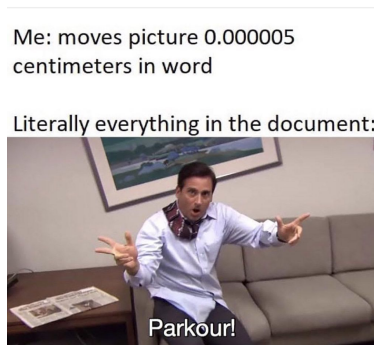 Me: moves picture 0.000005
centimeters in word
Literally everything in the document:
Parkour!